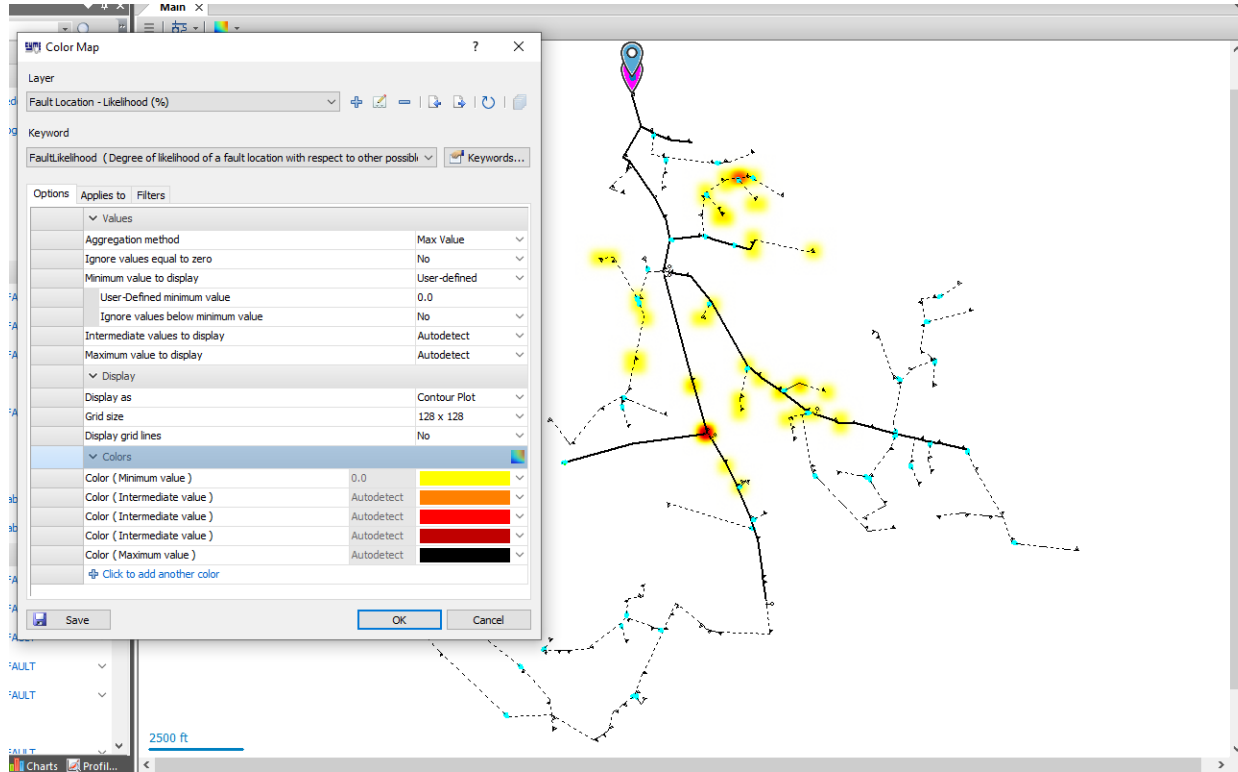 Main
SYM
Color Map
Layer
Fault Location - Likelihood (%)
Keyword
FaultLikelihood (Degree of likelihood of a fault location with respect to other possibl
Keywords...
Options Applies to Filters
Values
Aggregation method Max Value
Ignore values equal to zero No
Minimum value to display User-defined
User-Defined minimum value 0.0
Ignore values below minimum value No
Intermediate values to display Autodetect
Maximum value to display Autodetect
Display
Display as Contour Plot
Grid size 128 x 128
Display grid lines No
Colors
Color ( Minimum value ) 0.0
Color ( Intermediate value ) Autodetect
Color ( Intermediate value ) Autodetect
Color ( Intermediate value ) Autodetect
Color ( Maximum value ) Autodetect
Click to add another color
Save OK Cancel
FAULT
FAULT
FAULT
2500 ft
Charts Profil...